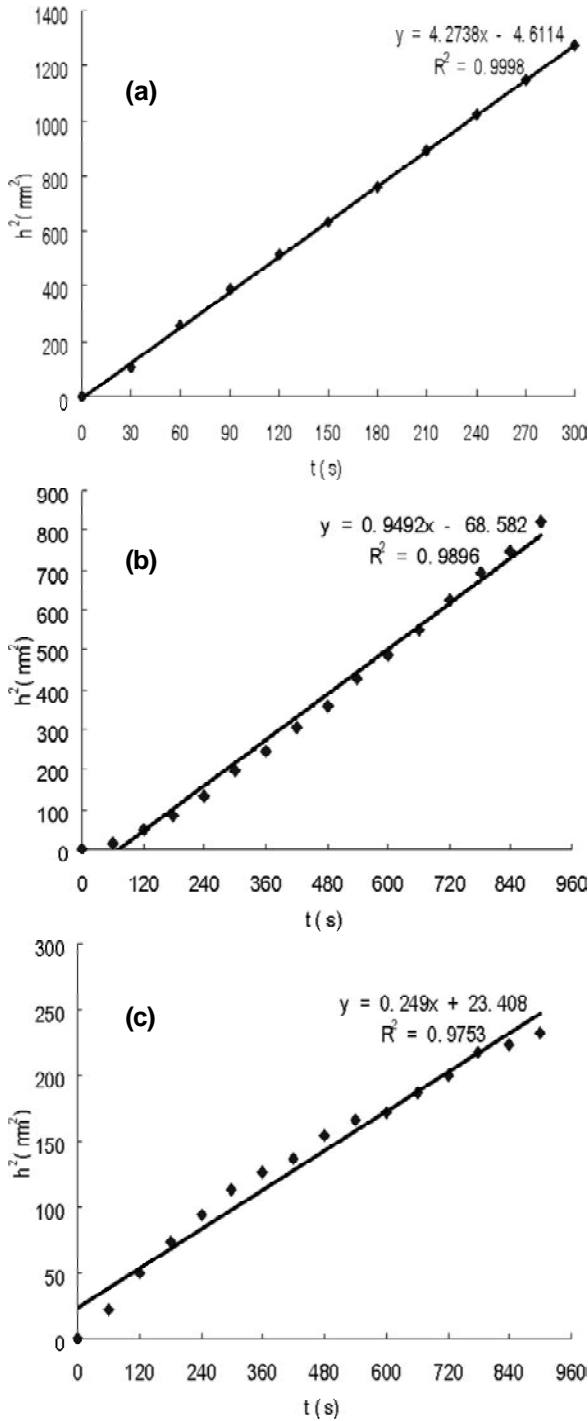 1400
y = 4.2738x - 4.6114
R² = 0.9998
(a)
1200
1000
800
600
400
200
0
h²(mm²)
0 30 60 90 120 150 180 210 240 270 300
t(s)
900
y = 0.9492x - 68.582
R² = 0.9896
(b)
800
700
600
500
400
300
200
100
0
h²(mm²)
0 120 240 360 480 600 720 840 960
t(s)
300
y = 0.249x + 23.408
R² = 0.9753
(c)
250
200
150
100
50
0
h²(mm²)
0 120 240 360 480 600 720 840 960
t(s)